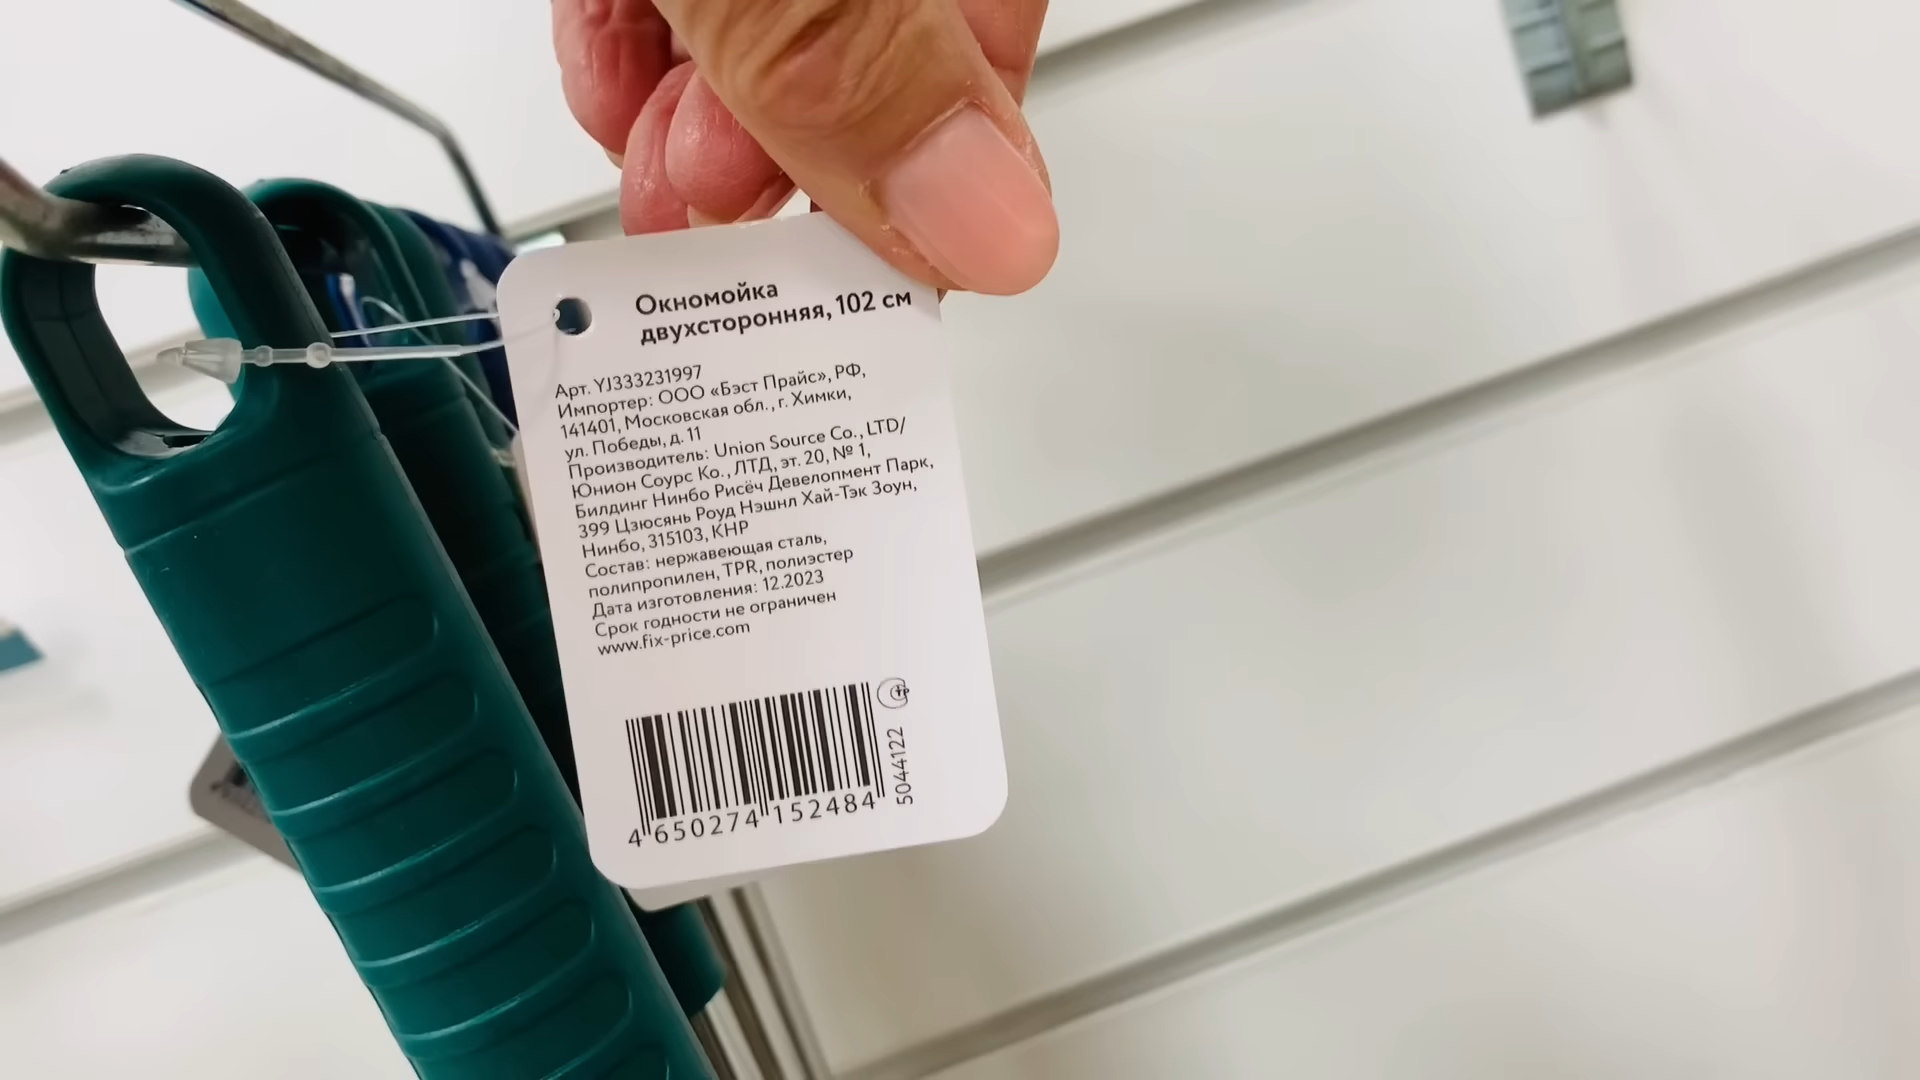 Окномойка
двухсторонняя, 102 см
Арт. YJ333231997
Импортер: ООО «Бэст Прайс», РФ,
141401, Московская обл., г. Химки,
ул. Победы, д. 11
Производитель: Union Source Co., LTD/
Юнион Соурс Ко., ЛТД, эт. 20, № 1,
Билдинг Нинбо Рисёч Девелопмент Парк,
399 Цзюсянь Роуд Нэшнл Хай-Тэк Зоун,
Нинбо, 315103, КНР
Состав: нержавеющая сталь,
полипропилен, TPR, полиэстер
Дата изготовления: 12.2023
Срок годности не ограничен
www.fix-price.com
4 650274 152484
5044122